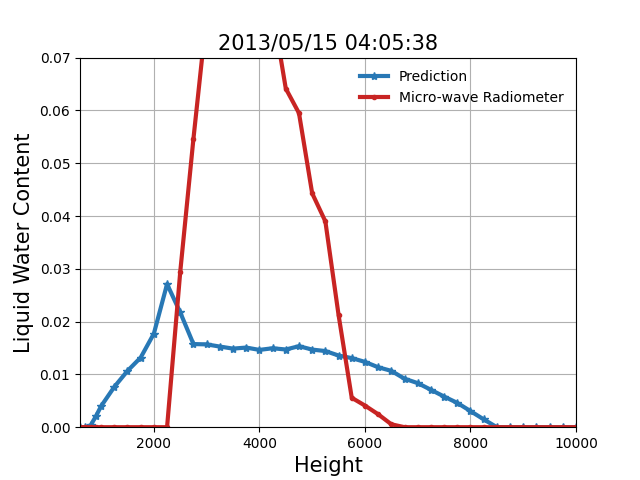 2013/05/15 04:05:38
0.07
0.06
0.05
0.04
0.03
0.02
0.01
0.00
Liquid Water Content
Prediction
Micro-wave Radiometer
2000 4000 6000 8000 10000
Height